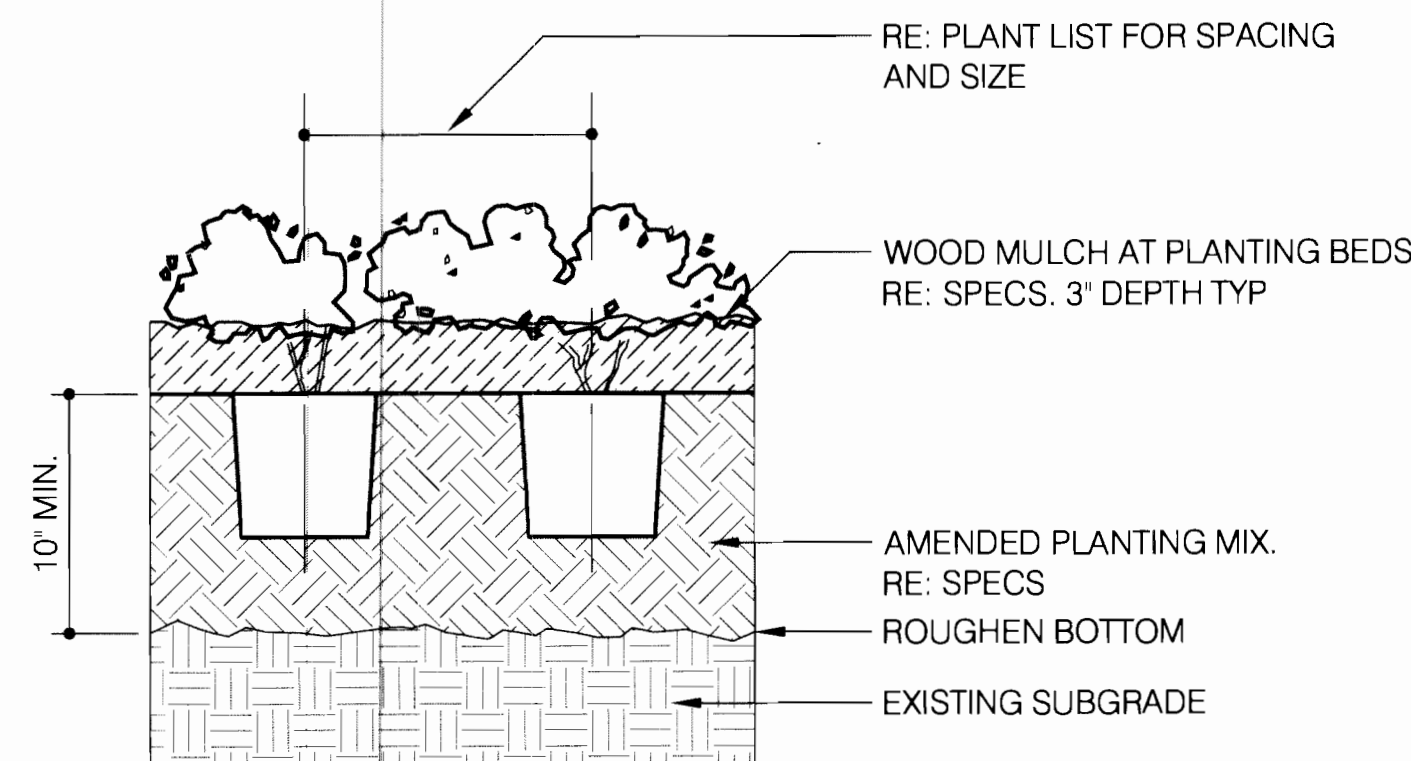 RE: PLANT LIST FOR SPACING
AND SIZE
WOOD MULCH AT PLANTING BEDS
RE: SPECS. 3" DEPTH TYP
10" MIN.
AMENDED PLANTING MIX.
RE: SPECS
ROUGHEN BOTTOM
EXISTING SUBGRADE